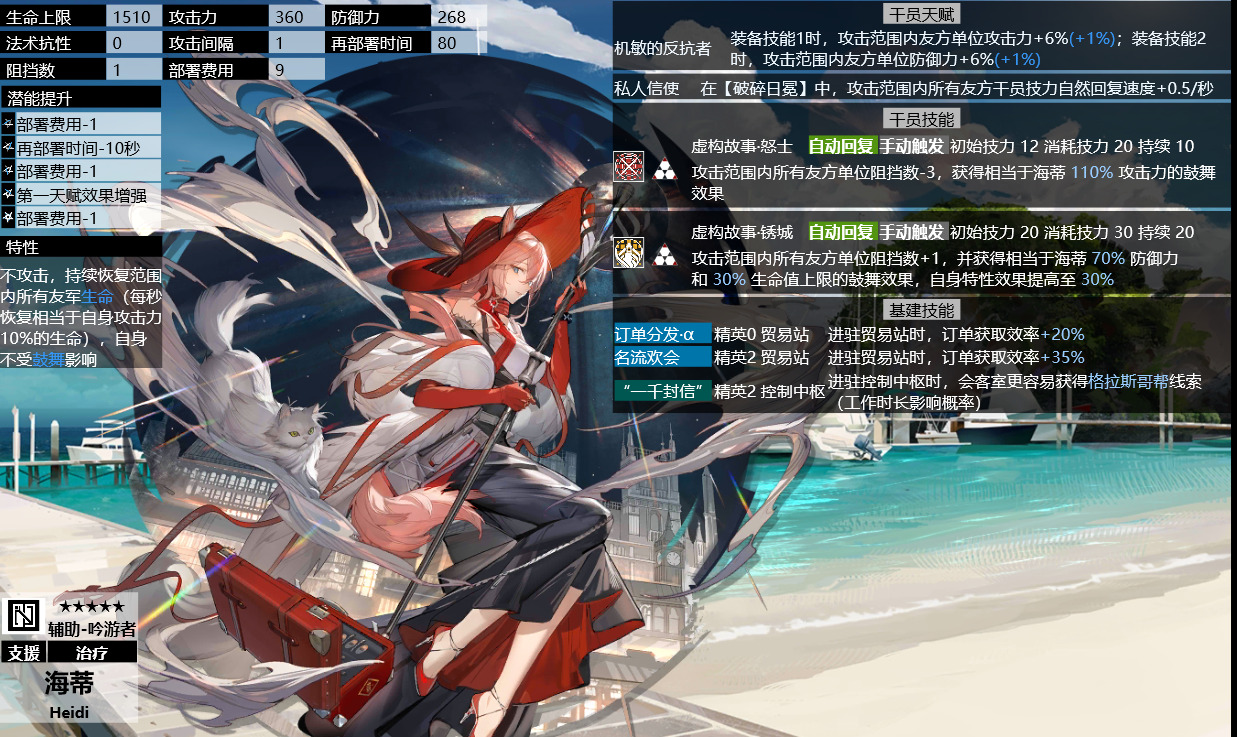 生命上限 1510 攻击力 360 防御力 268
法术抗性 0 攻击间隔 1 再部署时间 80
阻挡数 1 部署费用 9
潜能提升
部署费用-1
再部署时间-10秒
部署费用-1
第一天赋效果增强
部署费用-1
特性
不攻击，持续恢复范围
内所有友军生命（每秒
恢复相当于自身攻击力
10%的生命），自身
不受鼓舞影响
★★★★★
辅助-吟游者
支援 治疗
海蒂
Heidi
干员天赋
机敏的反抗者 装备技能1时，攻击范围内友方单位攻击力+6%(+1%)；装备技能2
时，攻击范围内友方单位防御力+6%(+1%)
私人信使 在【破碎日冕】中，攻击范围内所有友方干员技力自然回复速度+0.5/秒
干员技能
虚构故事·怒士 自动回复 手动触发 初始技力 12 消耗技力 20 持续 10
攻击范围内所有友方单位阻挡数-3，获得相当于海蒂 110% 攻击力的鼓舞
效果
虚构故事·锈城 自动回复 手动触发 初始技力 20 消耗技力 30 持续 20
攻击范围内所有友方单位阻挡数+1，并获得相当于海蒂 70% 防御力
和 30% 生命值上限的鼓舞效果，自身特性效果提高至 30%
基建技能
订单分发·α 精英0 贸易站 进驻贸易站时，订单获取效率+20%
名流欢会 精英2 贸易站 进驻贸易站时，订单获取效率+35%
“一千封信” 精英2 控制中枢 进驻控制中枢时，会客室更容易获得格拉斯哥帮线索
（工作时长影响概率）